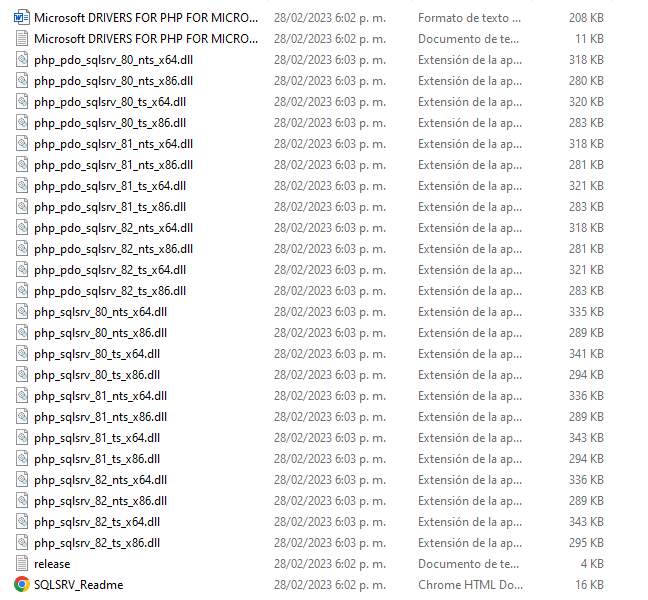 Microsoft DRIVERS FOR PHP FOR MICRO... 28/02/2023 6:02 p. m. Formato de texto ... 208 KB
Microsoft DRIVERS FOR PHP FOR MICRO... 28/02/2023 6:02 p. m. Documento de te... 11 KB
php_pdo_sqlsrv_80_nts_x64.dll 28/02/2023 6:03 p. m. Extensión de la ap... 318 KB
php_pdo_sqlsrv_80_nts_x86.dll 28/02/2023 6:03 p. m. Extensión de la ap... 280 KB
php_pdo_sqlsrv_80_ts_x64.dll 28/02/2023 6:03 p. m. Extensión de la ap... 320 KB
php_pdo_sqlsrv_80_ts_x86.dll 28/02/2023 6:03 p. m. Extensión de la ap... 283 KB
php_pdo_sqlsrv_81_nts_x64.dll 28/02/2023 6:03 p. m. Extensión de la ap... 318 KB
php_pdo_sqlsrv_81_nts_x86.dll 28/02/2023 6:03 p. m. Extensión de la ap... 281 KB
php_pdo_sqlsrv_81_ts_x64.dll 28/02/2023 6:03 p. m. Extensión de la ap... 321 KB
php_pdo_sqlsrv_81_ts_x86.dll 28/02/2023 6:03 p. m. Extensión de la ap... 283 KB
php_pdo_sqlsrv_82_nts_x64.dll 28/02/2023 6:03 p. m. Extensión de la ap... 318 KB
php_pdo_sqlsrv_82_nts_x86.dll 28/02/2023 6:03 p. m. Extensión de la ap... 281 KB
php_pdo_sqlsrv_82_ts_x64.dll 28/02/2023 6:03 p. m. Extensión de la ap... 321 KB
php_pdo_sqlsrv_82_ts_x86.dll 28/02/2023 6:03 p. m. Extensión de la ap... 283 KB
php_sqlsrv_80_nts_x64.dll 28/02/2023 6:03 p. m. Extensión de la ap... 335 KB
php_sqlsrv_80_nts_x86.dll 28/02/2023 6:03 p. m. Extensión de la ap... 289 KB
php_sqlsrv_80_ts_x64.dll 28/02/2023 6:03 p. m. Extensión de la ap... 341 KB
php_sqlsrv_80_ts_x86.dll 28/02/2023 6:03 p. m. Extensión de la ap... 294 KB
php_sqlsrv_81_nts_x64.dll 28/02/2023 6:03 p. m. Extensión de la ap... 336 KB
php_sqlsrv_81_nts_x86.dll 28/02/2023 6:03 p. m. Extensión de la ap... 289 KB
php_sqlsrv_81_ts_x64.dll 28/02/2023 6:03 p. m. Extensión de la ap... 343 KB
php_sqlsrv_81_ts_x86.dll 28/02/2023 6:03 p. m. Extensión de la ap... 294 KB
php_sqlsrv_82_nts_x64.dll 28/02/2023 6:03 p. m. Extensión de la ap... 336 KB
php_sqlsrv_82_nts_x86.dll 28/02/2023 6:03 p. m. Extensión de la ap... 289 KB
php_sqlsrv_82_ts_x64.dll 28/02/2023 6:03 p. m. Extensión de la ap... 343 KB
php_sqlsrv_82_ts_x86.dll 28/02/2023 6:03 p. m. Extensión de la ap... 295 KB
release 28/02/2023 6:02 p. m. Documento de te... 4 KB
SQLSRV_Readme 28/02/2023 6:02 p. m. Chrome HTML Do... 16 KB